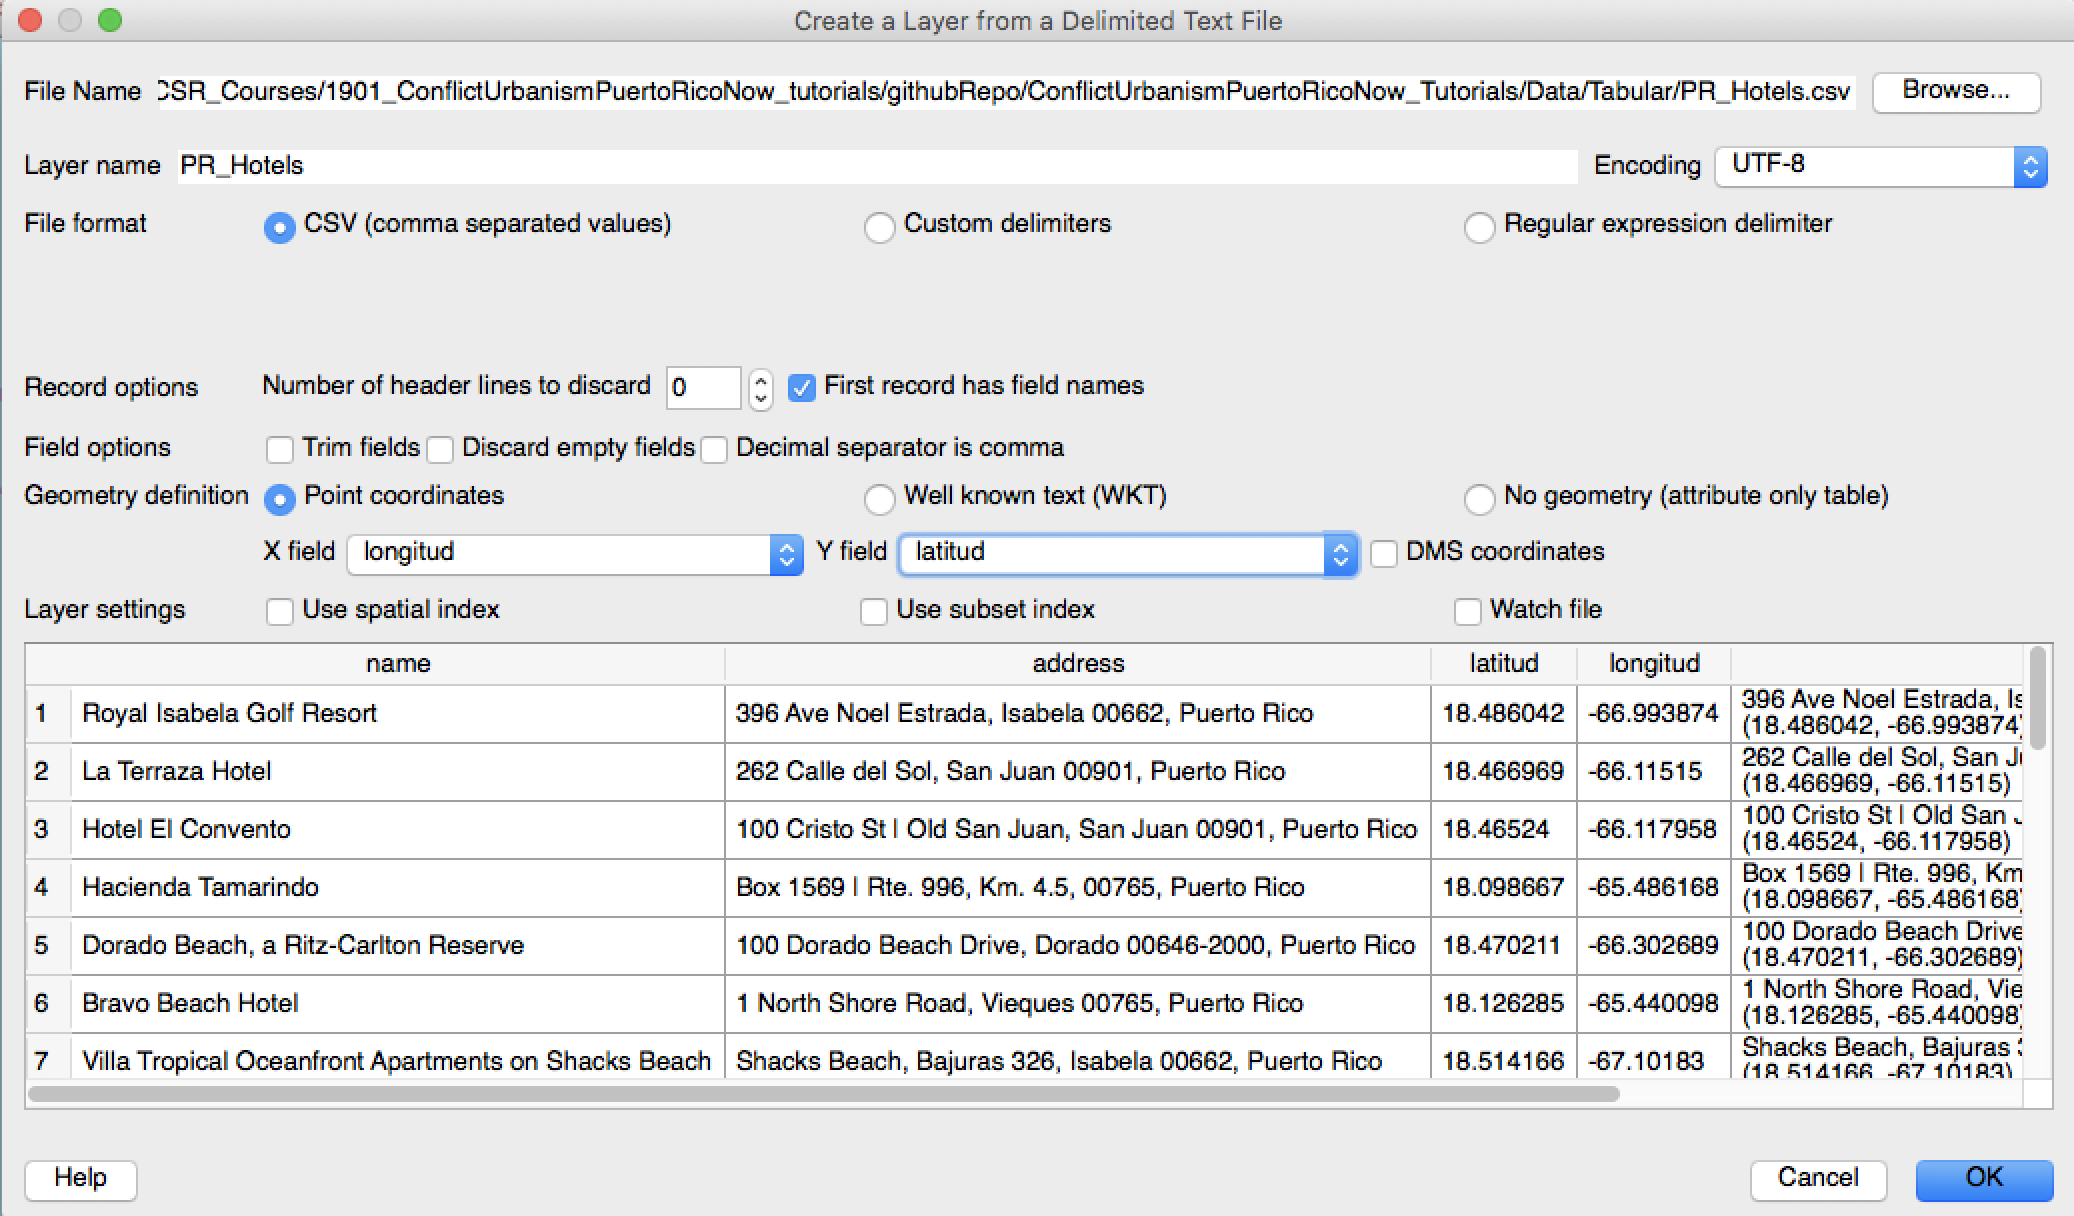 Create a Layer from a Delimited Text File
File Name CSR_Courses/1901_ConflictUrbanismPuertoRicoNow_tutorials/githubRepo/ConflictUrbanismPuertoRicoNow_Tutorials/Data/Tabular/PR_Hotels.csv Browse...
Layer name PR_Hotels Encoding UTF-8
File format CSV (comma separated values) Custom delimiters Regular expression delimiter
Record options Number of header lines to discard 0 First record has field names
Field options Trim fields Discard empty fields Decimal separator is comma
Geometry definition Point coordinates Well known text (WKT) No geometry (attribute only table)
X field longitud Y field latitud DMS coordinates
Layer settings Use spatial index Use subset index Watch file
name address latitud longitud
1 Royal Isabela Golf Resort 396 Ave Noel Estrada, Isabela 00662, Puerto Rico 18.486042 -66.993874 396 Ave Noel Estrada, Is
(18.486042, -66.993874)
2 La Terraza Hotel 262 Calle del Sol, San Juan 00901, Puerto Rico 18.466969 -66.11515 262 Calle del Sol, San Ju
(18.466969, -66.11515)
3 Hotel El Convento 100 Cristo St | Old San Juan, San Juan 00901, Puerto Rico 18.46524 -66.117958 100 Cristo St | Old San J
(18.46524, -66.117958)
4 Hacienda Tamarindo Box 1569 | Rte. 996, Km. 4.5, 00765, Puerto Rico 18.098667 -65.486168 Box 1569 | Rte. 996, Km
(18.098667, -65.486168)
5 Dorado Beach, a Ritz-Carlton Reserve 100 Dorado Beach Drive, Dorado 00646-2000, Puerto Rico 18.470211 -66.302689 100 Dorado Beach Drive
(18.470211, -66.302689)
6 Bravo Beach Hotel 1 North Shore Road, Vieques 00765, Puerto Rico 18.126285 -65.440098 1 North Shore Road, Vie
(18.126285, -65.440098)
7 Villa Tropical Oceanfront Apartments on Shacks Beach Shacks Beach, Bajuras 326, Isabela 00662, Puerto Rico 18.514166 -67.10183 Shacks Beach, Bajuras 3
(18.514166, -67.10183)
Help Cancel OK